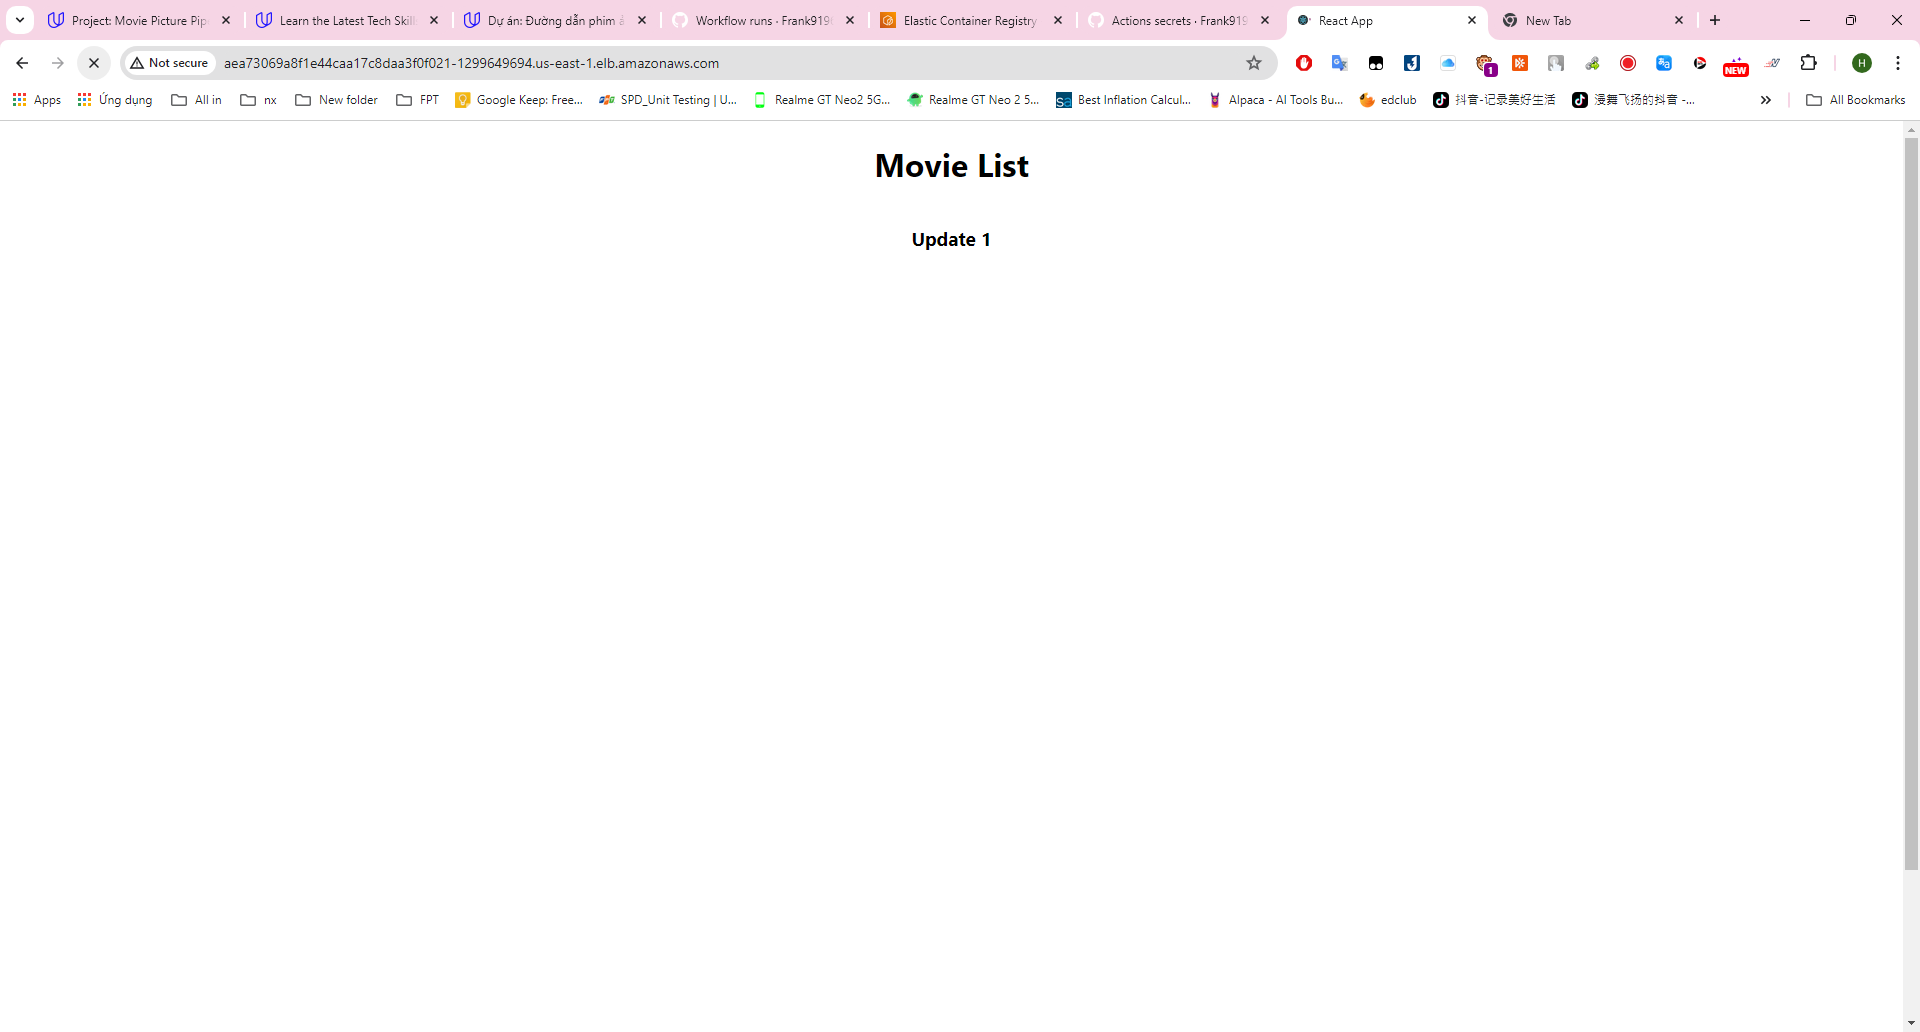 Project: Movie Picture Pip
Learn the Latest Tech Skill
Dự án: Đường dẫn phim ả
Workflow runs · Frank919
Elastic Container Registry
Actions secrets · Frank919
React App
New Tab
Not secure
aea73069a8f1e44caa17c8daa3f0f021-1299649694.us-east-1.elb.amazonaws.com
1
NEW
H
Apps
Ứng dụng
All in
nx
New folder
FPT
Google Keep: Free...
SPD_Unit Testing | U...
Realme GT Neo2 5G...
Realme GT Neo 2 5...
Best Inflation Calcul...
Alpaca - AI Tools Bu...
edclub
抖音-记录美好生活
漫舞飞扬的抖音 -...
All Bookmarks
Movie List
Update 1